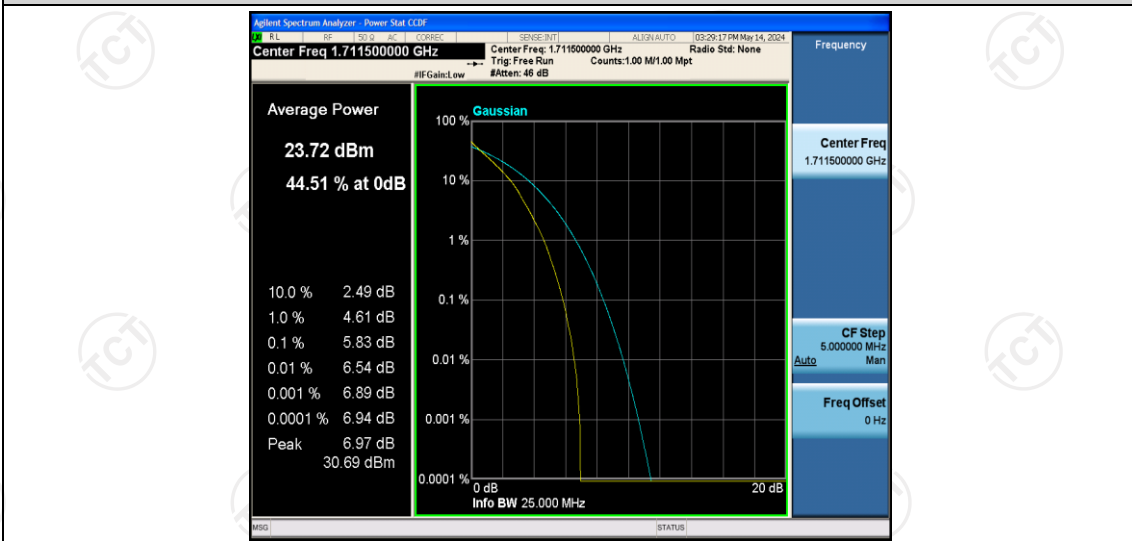 Agilent Spectrum Analyzer - Power Stat CCDF
LXI RL RF 50 Ω AC CORREC SENSE:INT ALIGNAUTO 03:29:17 PM May 14, 2024
Center Freq 1.711500000 GHz
Center Freq: 1.711500000 GHz Radio Std: None
Trig: Free Run Counts:1.00 M/1.00 Mpt
#IFGain:Low #Atten: 46 dB
Frequency
Average Power
23.72 dBm
44.51 % at 0dB
10.0 % 2.49 dB
1.0 % 4.61 dB
0.1 % 5.83 dB
0.01 % 6.54 dB
0.001 % 6.89 dB
0.0001 % 6.94 dB
Peak 6.97 dB
30.69 dBm
Gaussian
100 %
10 %
1 %
0.1 %
0.01 %
0.001 %
0.0001 %
0 dB 20 dB
Info BW 25.000 MHz
Center Freq
1.711500000 GHz
CF Step
5.000000 MHz
Auto Man
Freq Offset
0 Hz
MSG STATUS
TCT
TCT
TCT
TCT